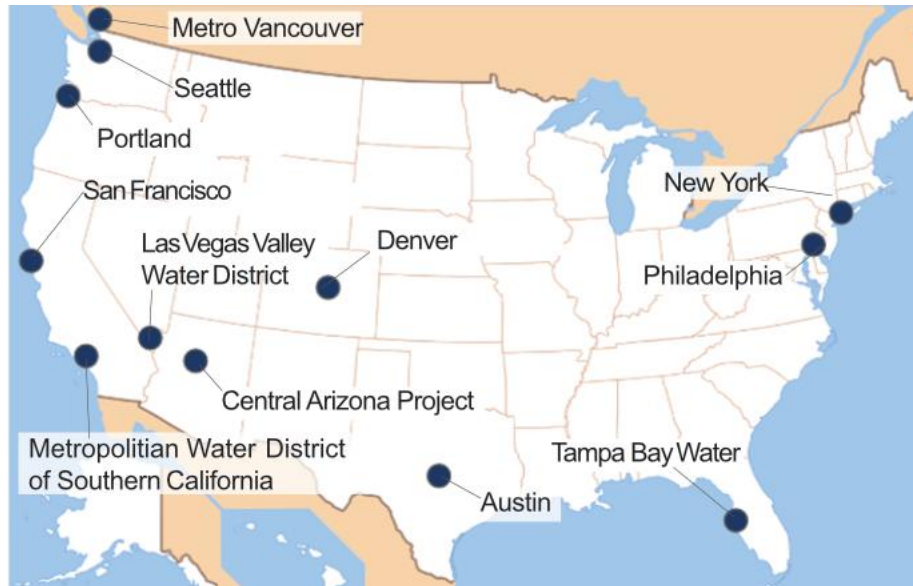 Metro Vancouver
Seattle
Portland
San Francisco
New York
Las Vegas Valley
Water District
Denver
Philadelphia
Central Arizona Project
Metropolitan Water District
of Southern California
Tampa Bay Water
Austin